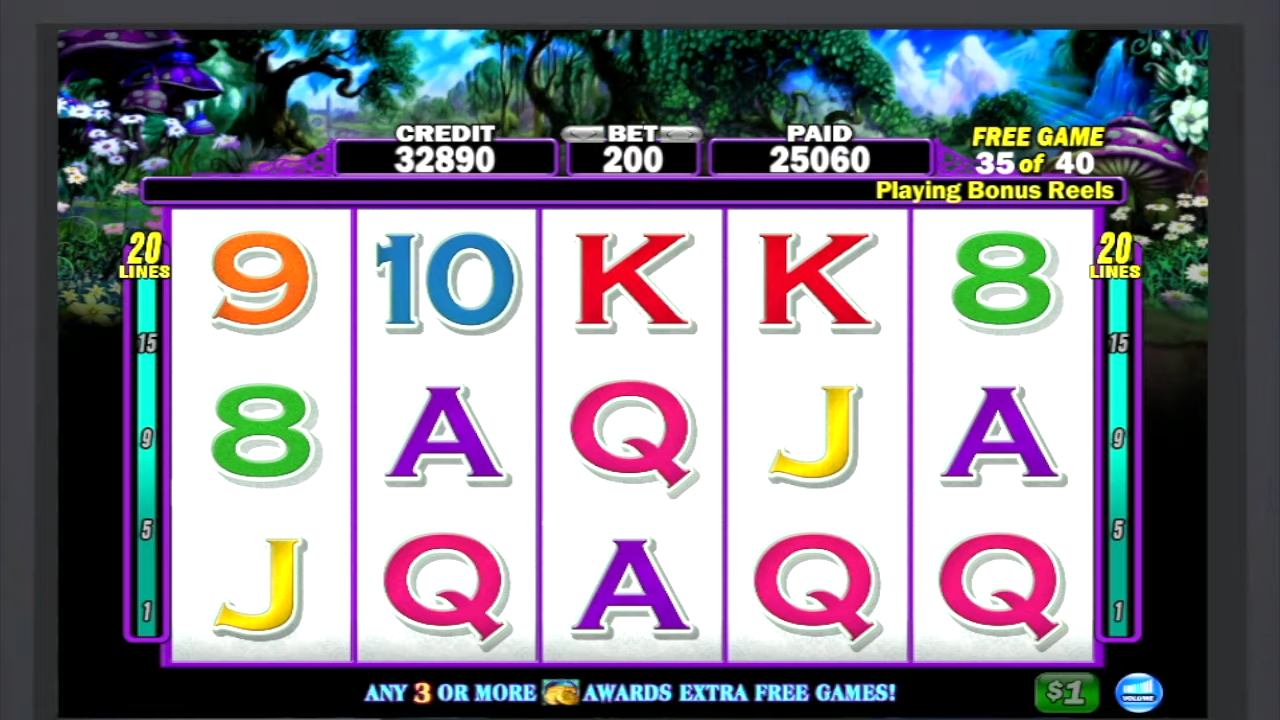 CREDIT BET PAID FREE GAME
32890 200 25060 35 of 40
Playing Bonus Reels
20 LINES 20 LINES
9 10 K K 8
15 15
8 A Q J A
9 9
5 5
J Q A Q Q
1 1
ANY 3 OR MORE AWARDS EXTRA FREE GAMES!
$1 VOLUME